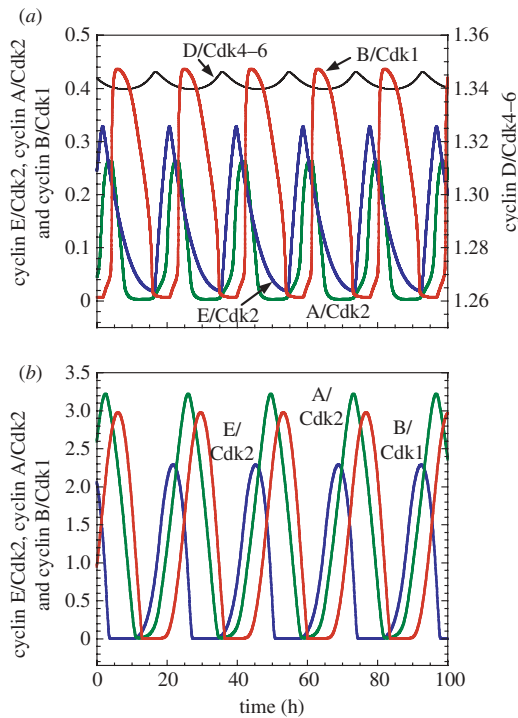 (a)
0.5
0.4
0.3
0.2
0.1
0
cyclin E/Cdk2, cyclin A/Cdk2
and cyclin B/Cdk1
D/Cdk4–6
B/Cdk1
E/Cdk2
A/Cdk2
1.36
1.34
1.32
1.30
1.28
1.26
cyclin D/Cdk4–6
(b)
3.5
3.0
2.5
2.0
1.5
1.0
0.5
0
cyclin E/Cdk2, cyclin A/Cdk2
and cyclin B/Cdk1
E/
Cdk2
A/
Cdk2
B/
Cdk1
0 20 40 60 80 100
time (h)